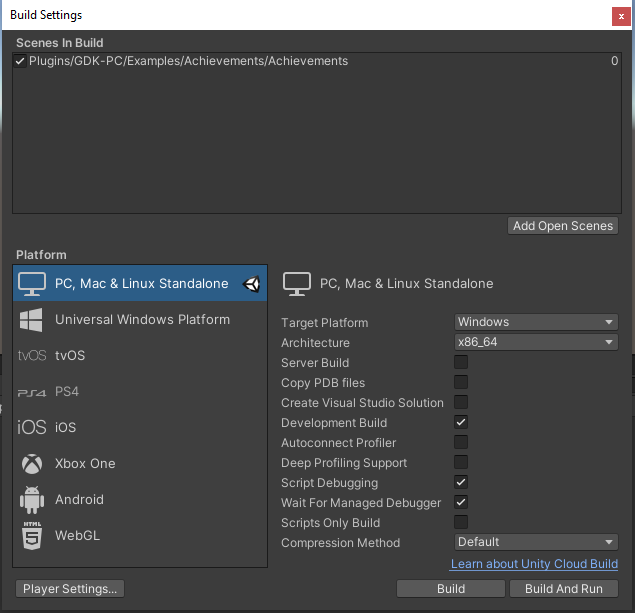 Build Settings
x
Scenes In Build
Plugins/GDK-PC/Examples/Achievements/Achievements 0
Add Open Scenes
Platform
PC, Mac & Linux Standalone
Universal Windows Platform
tvOS tvOS
PS4 PS4
iOS iOS
Xbox One
Android
HTML 5 WebGL
PC, Mac & Linux Standalone
Target Platform Windows
Architecture x86_64
Server Build
Copy PDB files
Create Visual Studio Solution
Development Build
Autoconnect Profiler
Deep Profiling Support
Script Debugging
Wait For Managed Debugger
Scripts Only Build
Compression Method Default
Learn about Unity Cloud Build
Player Settings... Build Build And Run